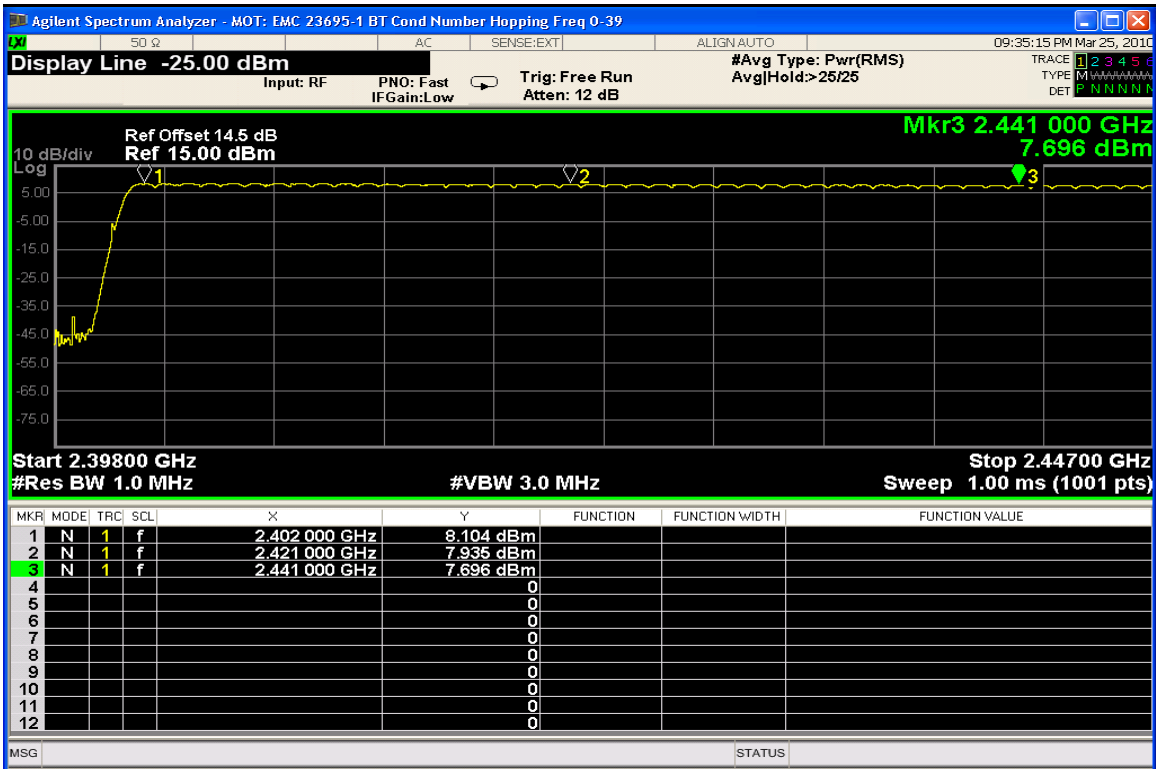 Agilent Spectrum Analyzer - MOT: EMC 23695-1 BT Cond Number Hopping Freq 0-39
LXI 50 Ω AC SENSE:EXT ALIGN AUTO 09:35:15 PM Mar 25, 2010
Display Line -25.00 dBm
Input: RF PNO: Fast IFGain:Low
Trig: Free Run
Atten: 12 dB
#Avg Type: Pwr(RMS)
Avg|Hold:>25/25
TRACE 1 2 3 4 5 6
TYPE M
DET P N N N N N
Ref Offset 14.5 dB
10 dB/div Ref 15.00 dBm
Log
Mkr3 2.441 000 GHz
7.696 dBm
1 2 3
5.00
-5.00
-15.0
-25.0
-35.0
-45.0
-55.0
-65.0
-75.0
Start 2.39800 GHz Stop 2.44700 GHz
#Res BW 1.0 MHz #VBW 3.0 MHz Sweep 1.00 ms (1001 pts)
MKR MODE TRC SCL X Y FUNCTION FUNCTION WIDTH FUNCTION VALUE
1 N 1 f 2.402 000 GHz 8.104 dBm
2 N 1 f 2.421 000 GHz 7.935 dBm
3 N 1 f 2.441 000 GHz 7.696 dBm
4 0
5 0
6 0
7 0
8 0
9 0
10 0
11 0
12 0
MSG STATUS